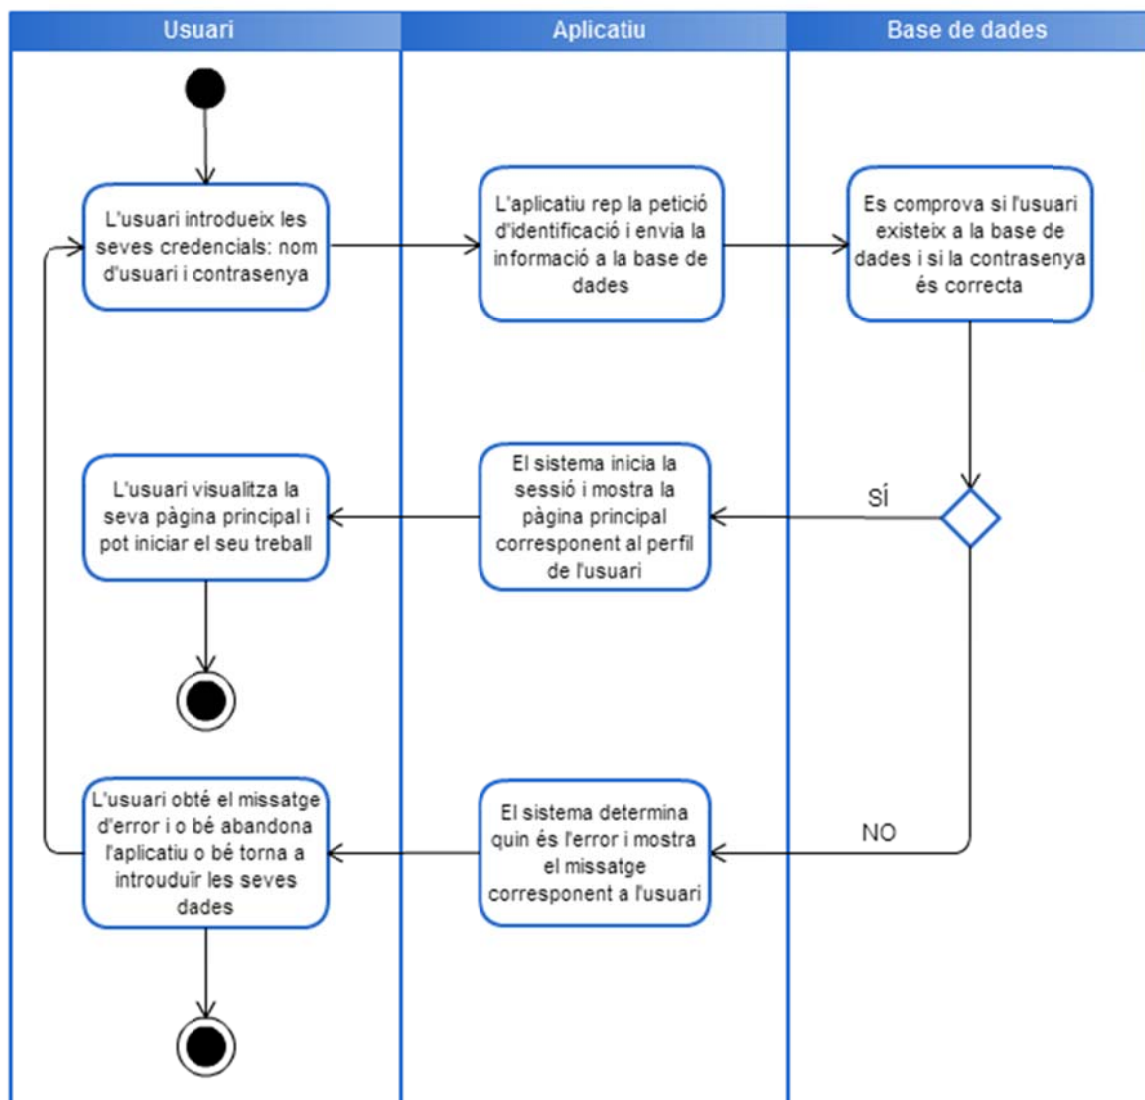 Usuari
Aplicatiu
Base de dades
L'usuari introdueix les
seves credencials: nom
d'usuari i contrasenya
L'aplicatiu rep la petició
d'identificació i envia la
informació a la base de
dades
Es comprova si l'usuari
existeix a la base de
dades i si la contrasenya
és correcta
SÍ
El sistema inicia la
sessió i mostra la
pàgina principal
corresponent al perfil
de l'usuari
L'usuari visualitza la
seva pàgina principal i
pot iniciar el seu treball
NO
El sistema determina
quin és l'error i mostra
el missatge
corresponent a l'usuari
L'usuari obté el missatge
d'error i o bé abandona
l'aplicatiu o bé torna a
introuduïr les seves
dades